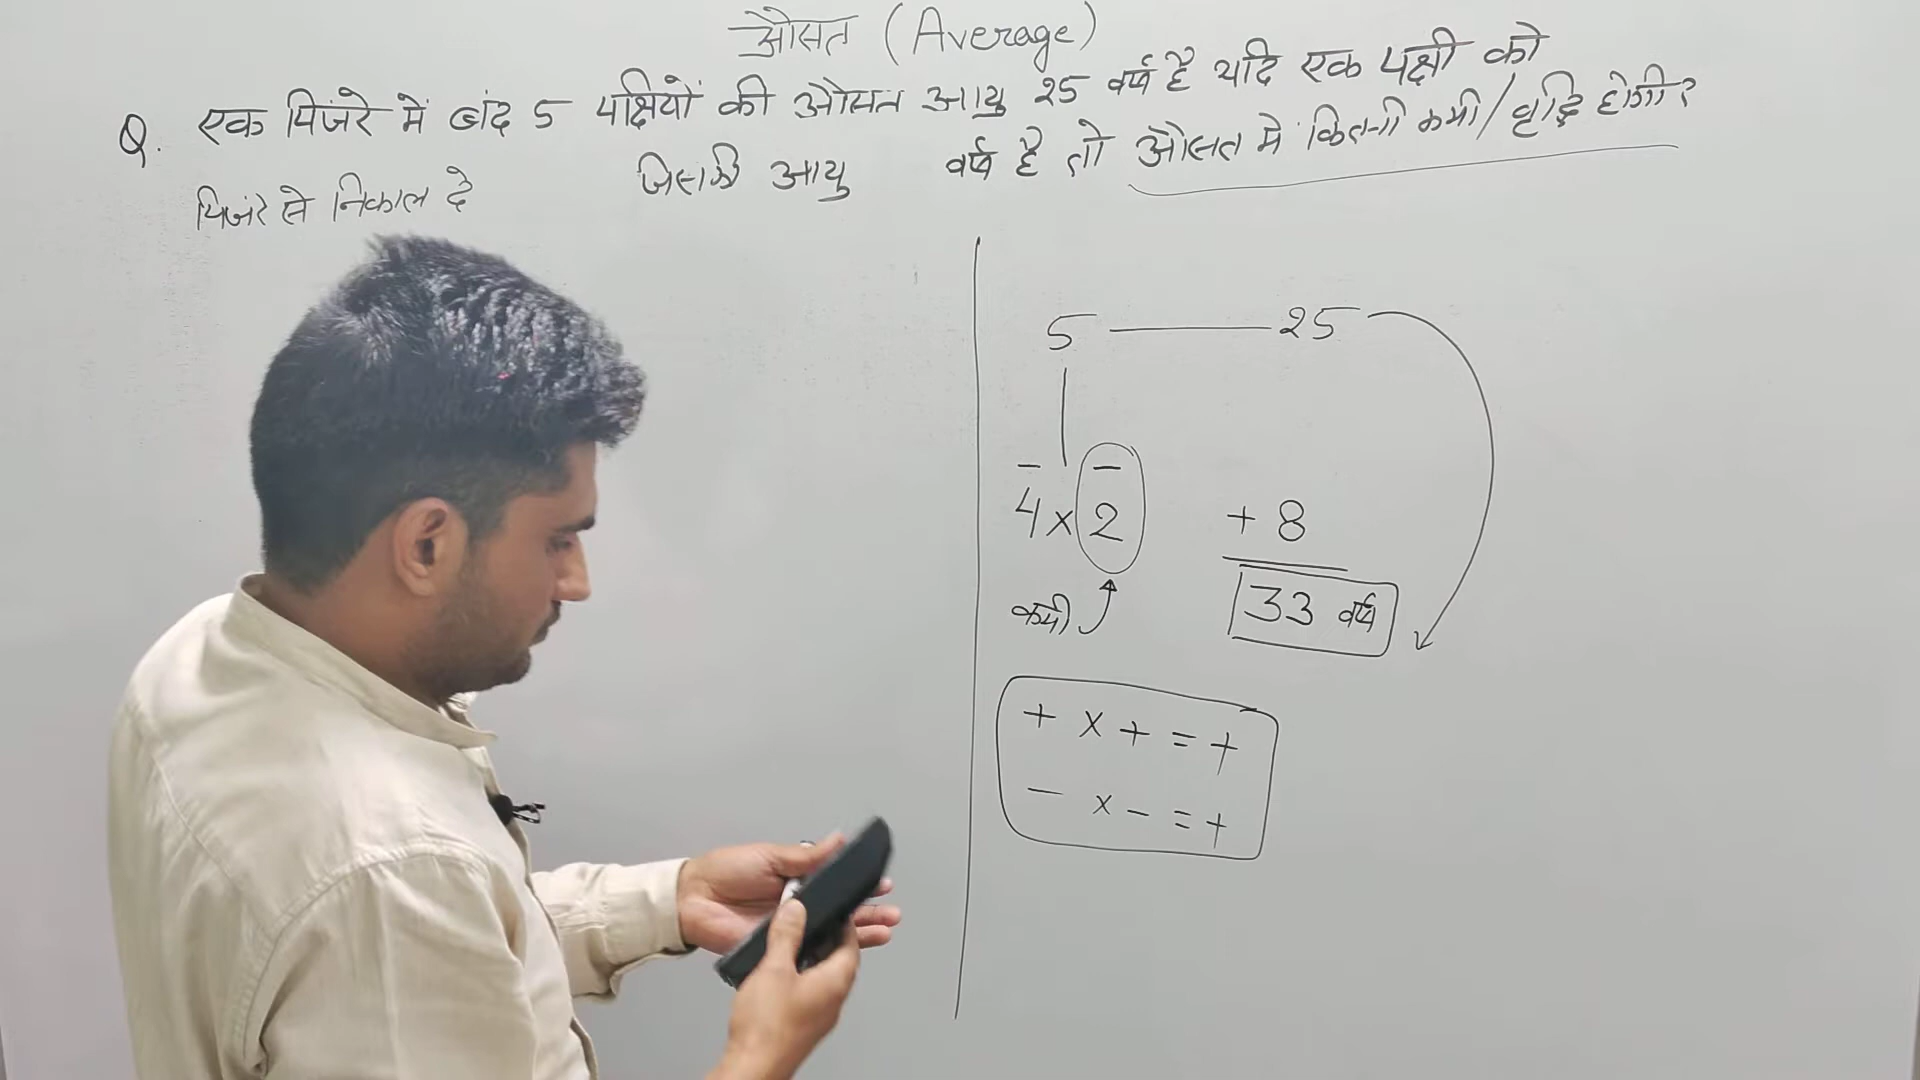 औसत (Average)
Q. एक पिंजरे में बंद 5 पक्षियों की औसत आयु 25 वर्ष है यदि एक पक्षी को
पिंजरे से निकाल दे जिसकी आयु वर्ष है तो औसत में कितनी कमी/वृद्धि होगी?
5 — 25
- -
4 × 2 + 8
कमी 33 वर्ष
+ × + = +
- × - = +